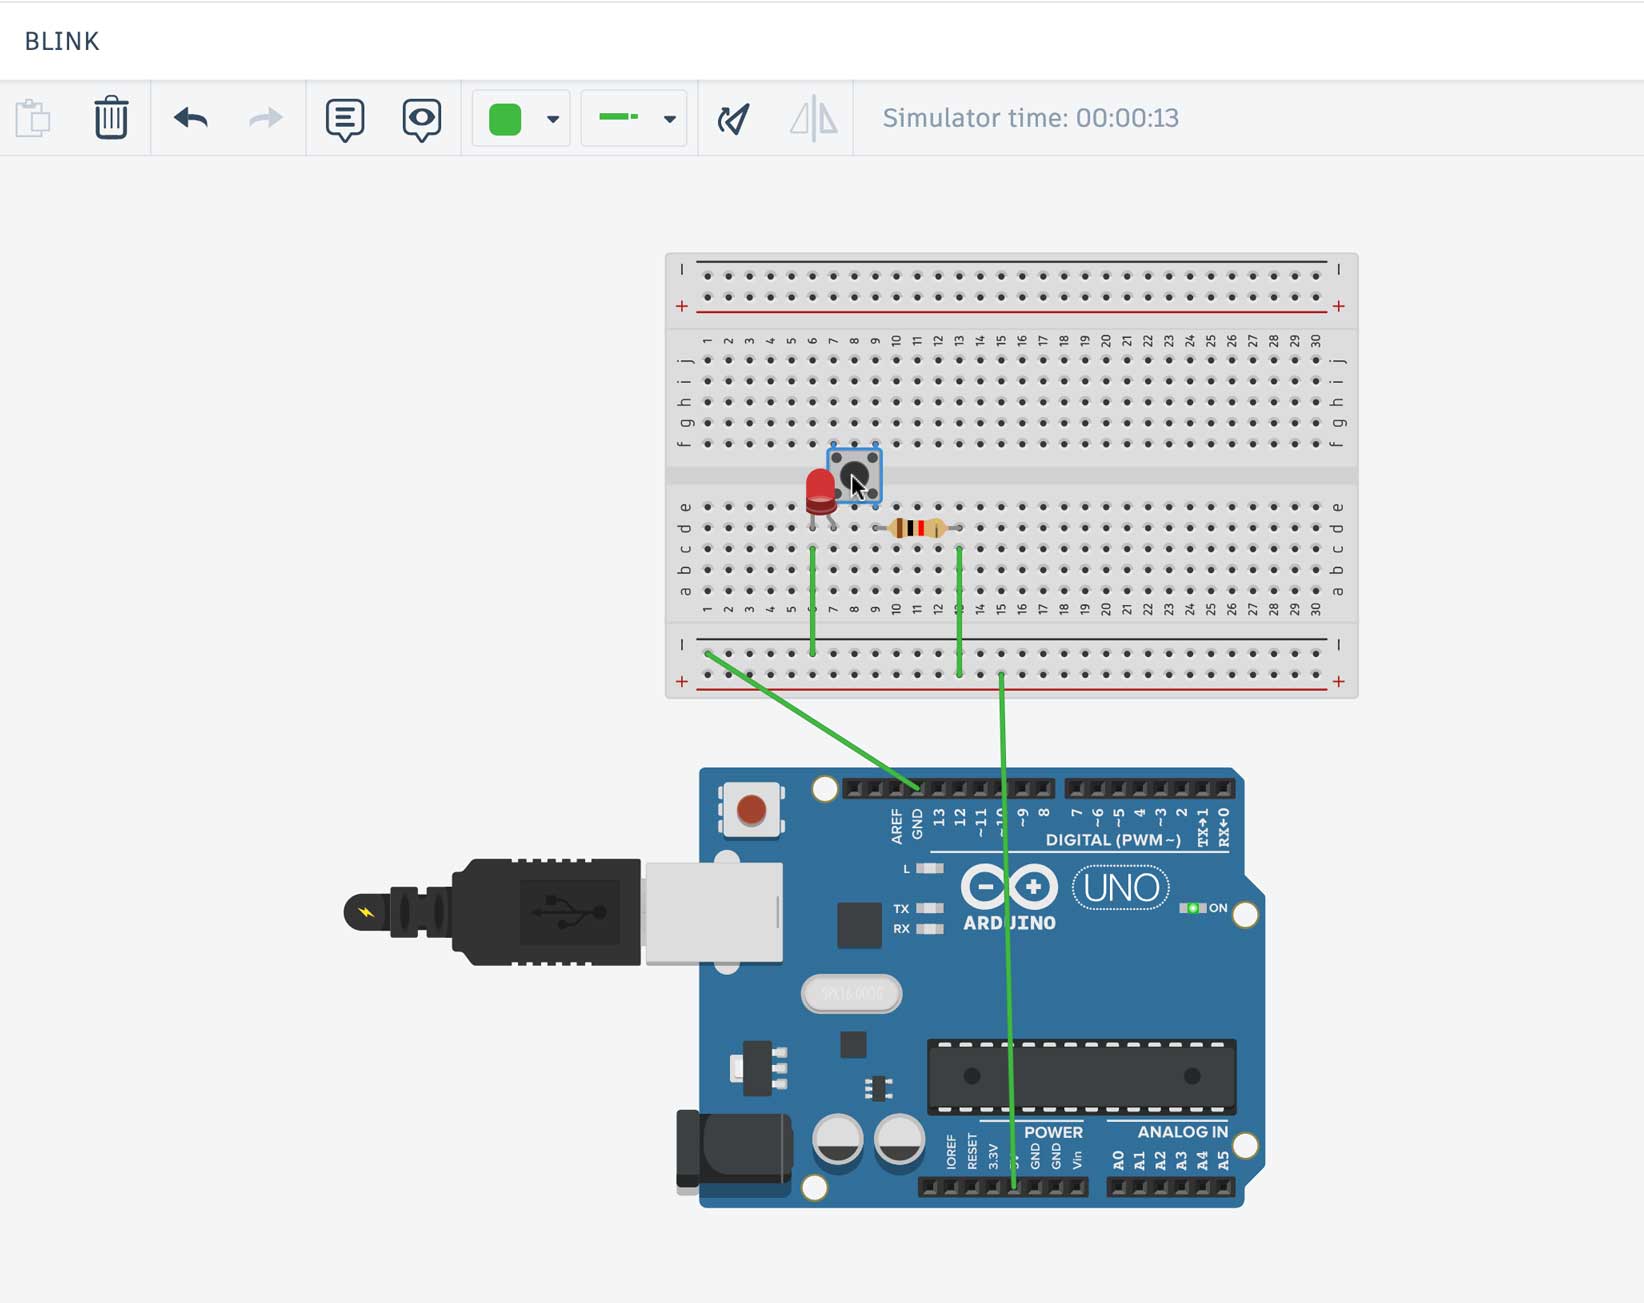 BLINK
Simulator time: 00:00:13
− −
+ +
1 2 3 4 5 6 7 8 9 10 11 12 13 14 15 16 17 18 19 20 21 22 23 24 25 26 27 28 29 30
j j
i i
h h
g g
f f
e e
d d
c c
b b
a a
1 2 3 4 5 6 7 8 9 10 11 12 13 14 15 16 17 18 19 20 21 22 23 24 25 26 27 28 29 30
− −
+ +
AREF GND 13 12 ~11 ~10 ~9 8 7 ~6 ~5 4 ~3 2 TX→1 RX←0
DIGITAL (PWM~)
L
UNO
TX ON
RX ARDUINO
SPK16.000G
POWER ANALOG IN
IOREF RESET 3.3V 5V GND GND Vin A0 A1 A2 A3 A4 A5